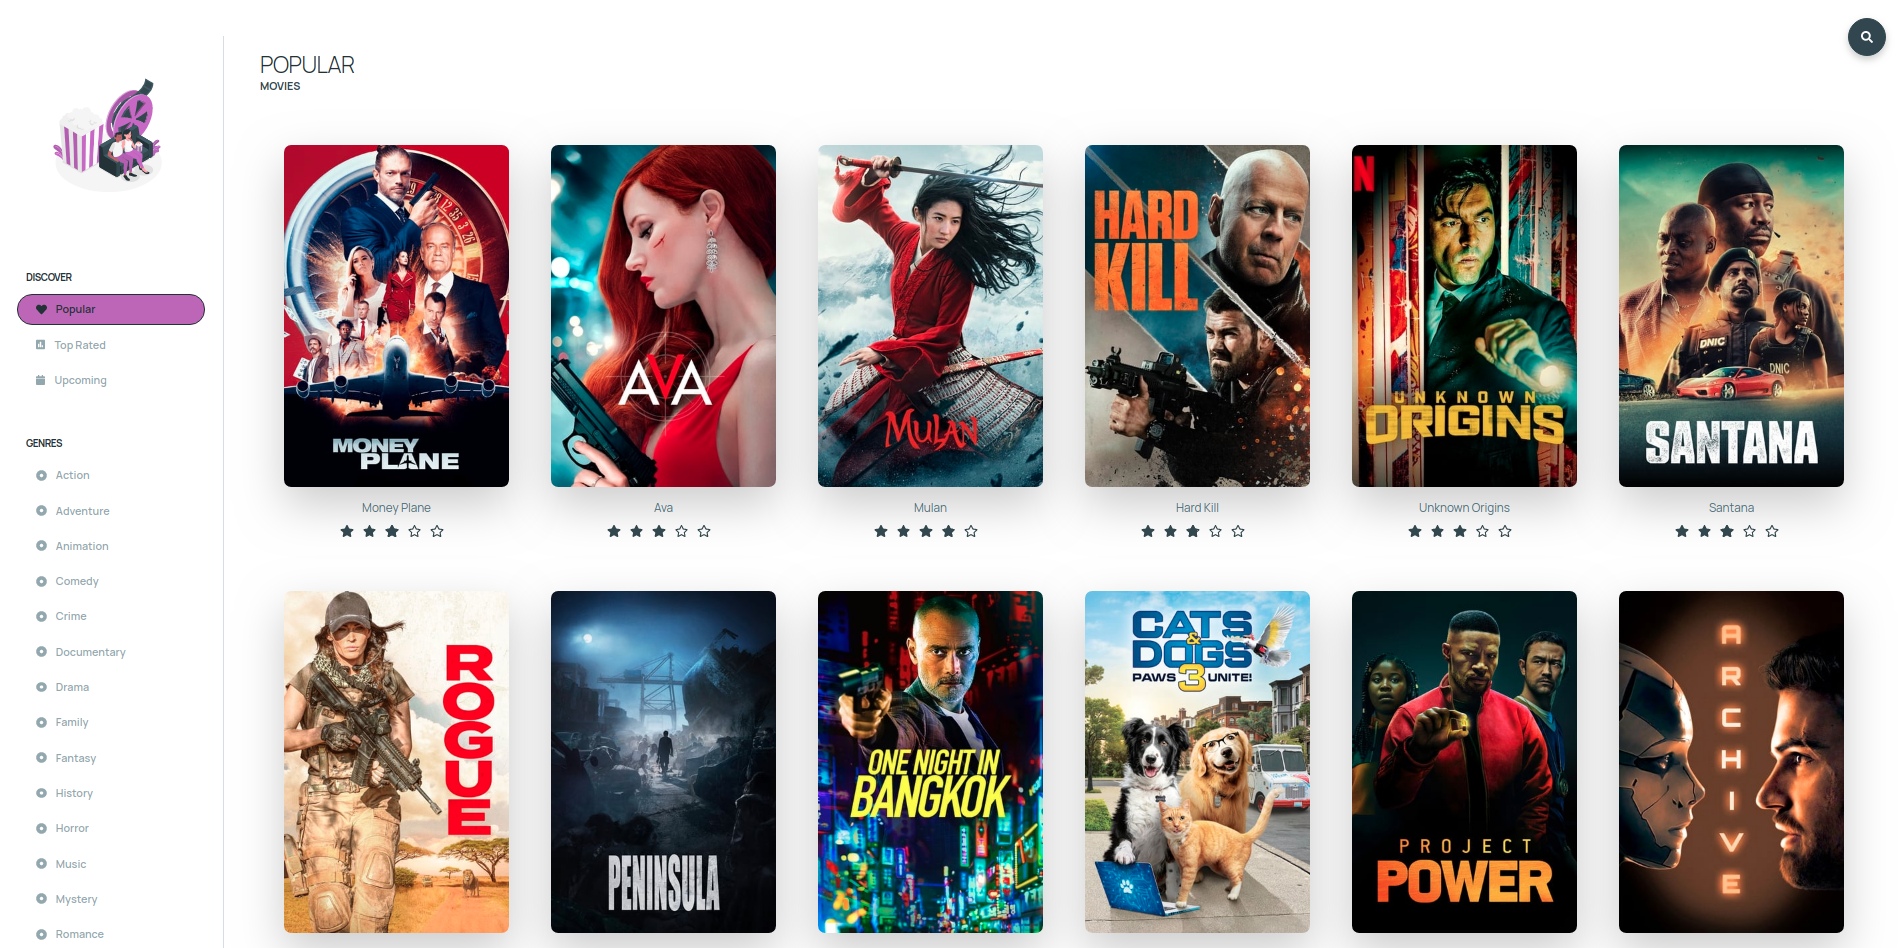 POPULAR
MOVIES
DISCOVER
Popular
Top Rated
Upcoming
GENRES
Action
Adventure
Animation
Comedy
Crime
Documentary
Drama
Family
Fantasy
History
Horror
Music
Mystery
Romance
MONEY
PLANE
Money Plane
AVA
Ava
MULAN
Mulan
HARD
KILL
Hard Kill
N
UNKNOWN
ORIGINS
Unknown Origins
DNIC
DNIC
SANTANA
Santana
ROGUE
PENINSULA
ONE NIGHT IN
BANGKOK
CATS
&
DOGS
3
PAWS UNITE!
PROJECT
POWER
ARCHIVE